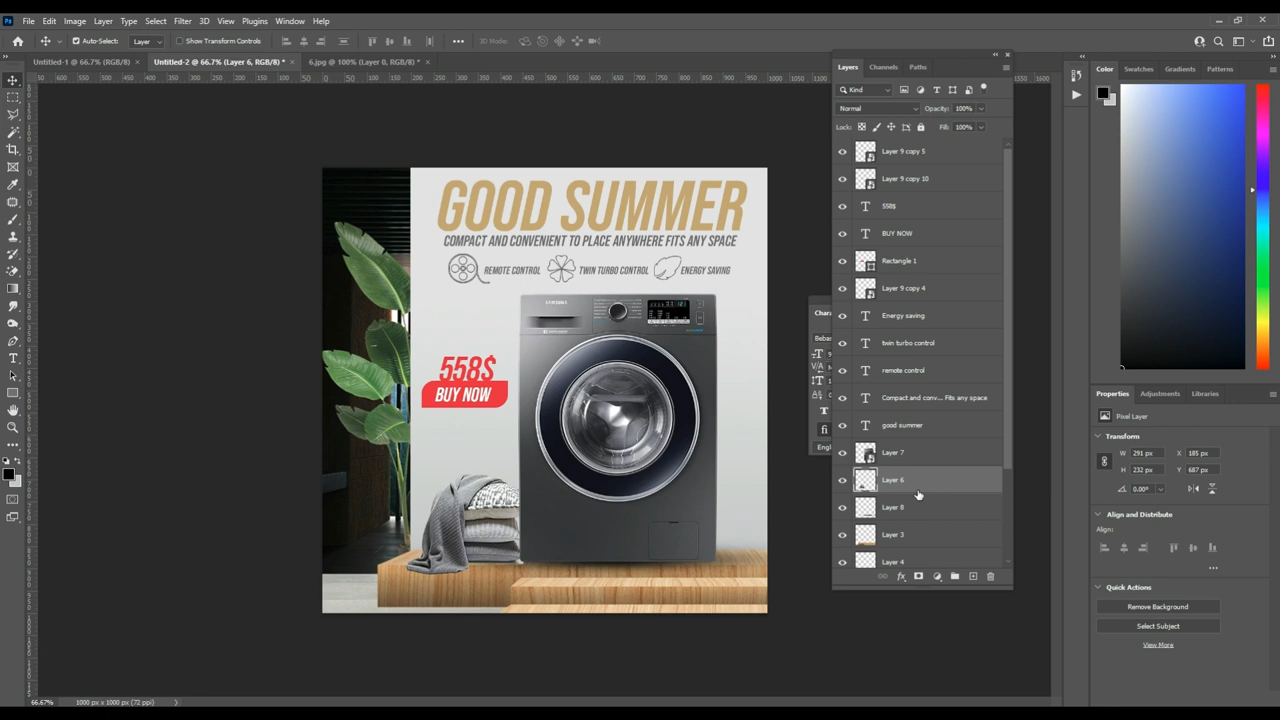 File Edit Image Layer Type Select Filter 3D View Plugins Window Help
Auto-Select: Layer Show Transform Controls 3D Mode:
Untitled-1 @ 66.7% (RGB/8) × Untitled-2 @ 66.7% (Layer 6, RGB/8) * × 6.jpg @ 100% (Layer 0, RGB/8) * ×
GOOD SUMMER
COMPACT AND CONVENIENT TO PLACE ANYWHERE FITS ANY SPACE
REMOTE CONTROL TWIN TURBO CONTROL ENERGY SAVING
SAMSUNG
558$
BUY NOW
Layers Channels Paths
Kind
Normal Opacity: 100%
Lock: Fill: 100%
Layer 9 copy 5
Layer 9 copy 10
558$
BUY NOW
Rectangle 1
Layer 9 copy 4
Energy saving
twin turbo control
remote control
Compact and conv... Fits any space
good summer
Layer 7
Layer 6
Layer 8
Layer 3
Layer 4
Chara
Bebas
Engl
Color Swatches Gradients Patterns
Properties Adjustments Libraries
Pixel Layer
Transform
W 291 px X 185 px
H 232 px Y 687 px
0.00°
Align and Distribute
Align:
Quick Actions
Remove Background
Select Subject
View More
66.67% 1000 px x 1000 px (72 ppi)